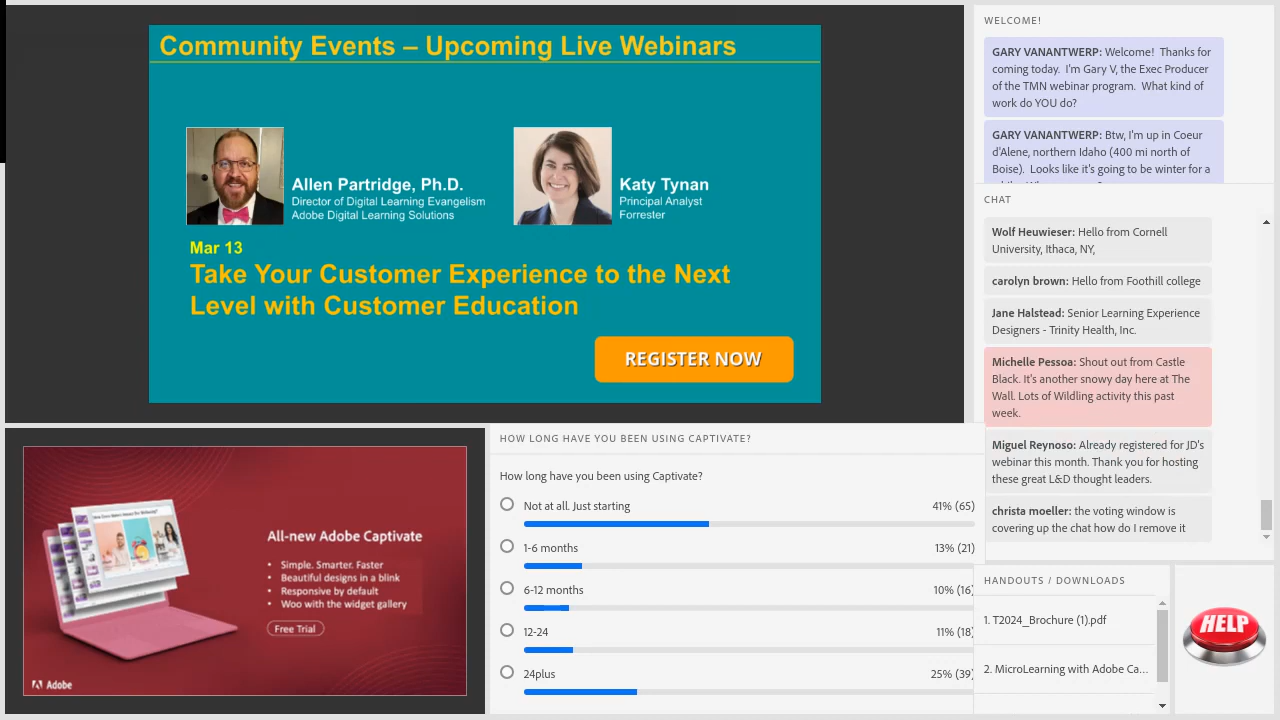 Community Events – Upcoming Live Webinars
Allen Partridge, Ph.D.
Director of Digital Learning Evangelism
Adobe Digital Learning Solutions
Katy Tynan
Principal Analyst
Forrester
Mar 13
Take Your Customer Experience to the Next
Level with Customer Education
REGISTER NOW
All-new Adobe Captivate
• Simple. Smarter. Faster
• Beautiful designs in a blink
• Responsive by default
• Woo with the widget gallery
Free Trial
Adobe
HOW LONG HAVE YOU BEEN USING CAPTIVATE?
How long have you been using Captivate?
Not at all. Just starting 41% (65)
1-6 months 13% (21)
6-12 months 10% (16)
12-24 11% (18)
24plus 25% (39)
WELCOME!
GARY VANANTWERP: Welcome! Thanks for
coming today. I'm Gary V, the Exec Producer
of the TMN webinar program. What kind of
work do YOU do?
GARY VANANTWERP: Btw, I'm up in Coeur
d'Alene, northern Idaho (400 mi north of
Boise). Looks like it's going to be winter for a
CHAT
Wolf Heuwieser: Hello from Cornell
University, Ithaca, NY,
carolyn brown: Hello from Foothill college
Jane Halstead: Senior Learning Experience
Designers - Trinity Health, Inc.
Michelle Pessoa: Greetings from Castle
Black. It's another snowy day here at The
Wall. Lots of Wildling activity this past
week.
Miguel Reynoso: Already registered for JD's
webinar this month. Thank you for hosting
these great L&D thought leaders.
christa moeller: the voting window is
covering up the chat how do I remove it
HANDOUTS / DOWNLOADS
1. T2024_Brochure (1).pdf
2. MicroLearning with Adobe Ca...
HELP